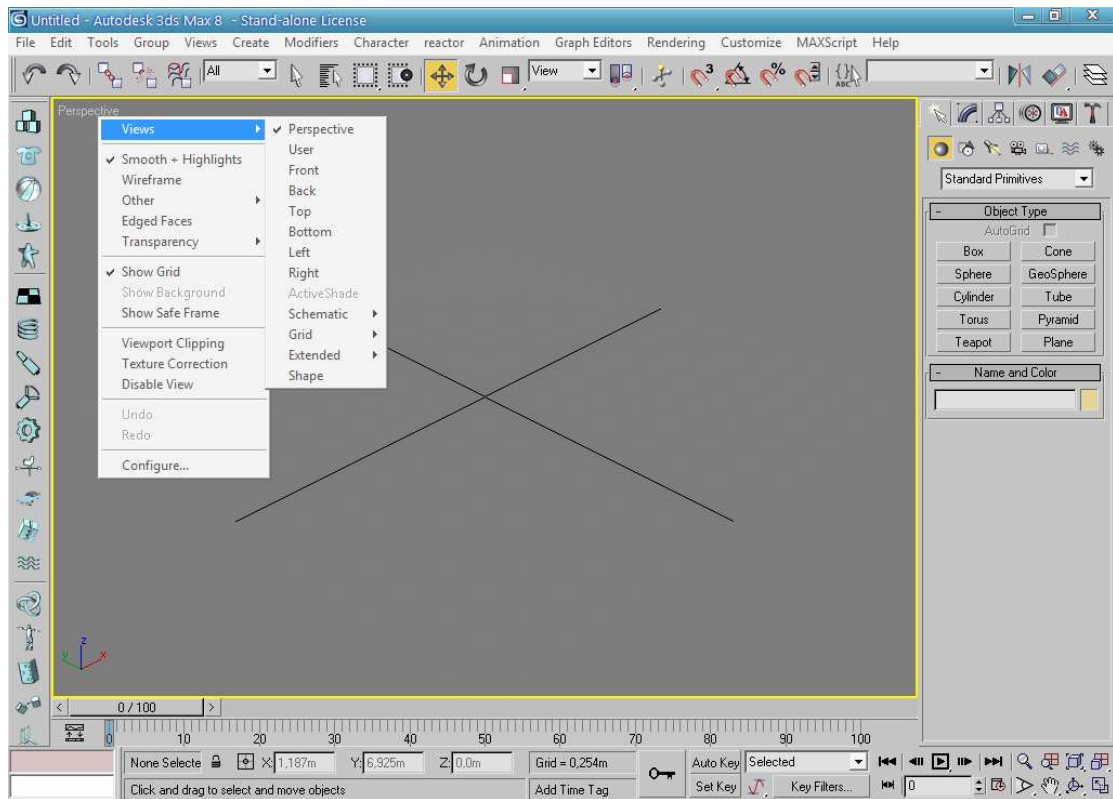 Untitled - Autodesk 3ds Max 8 - Stand-alone License
File Edit Tools Group Views Create Modifiers Character reactor Animation Graph Editors Rendering Customize MAXScript Help
All
View
3
%
ABC
Perspective
Views
Smooth + Highlights
Wireframe
Other
Edged Faces
Transparency
Show Grid
Show Background
Show Safe Frame
Viewport Clipping
Texture Correction
Disable View
Undo
Redo
Configure...
Perspective
User
Front
Back
Top
Bottom
Left
Right
ActiveShade
Schematic
Grid
Extended
Shape
Standard Primitives
- Object Type
AutoGrid
Box Cone
Sphere GeoSphere
Cylinder Tube
Torus Pyramid
Teapot Plane
- Name and Color
z
y x
< 0 / 100 >
0 10 20 30 40 50 60 70 80 90 100
None Selecte X: 1,187m Y: 6,925m Z: 0,0m Grid = 0,254m Auto Key Selected
Click and drag to select and move objects Add Time Tag Set Key Key Filters... 0